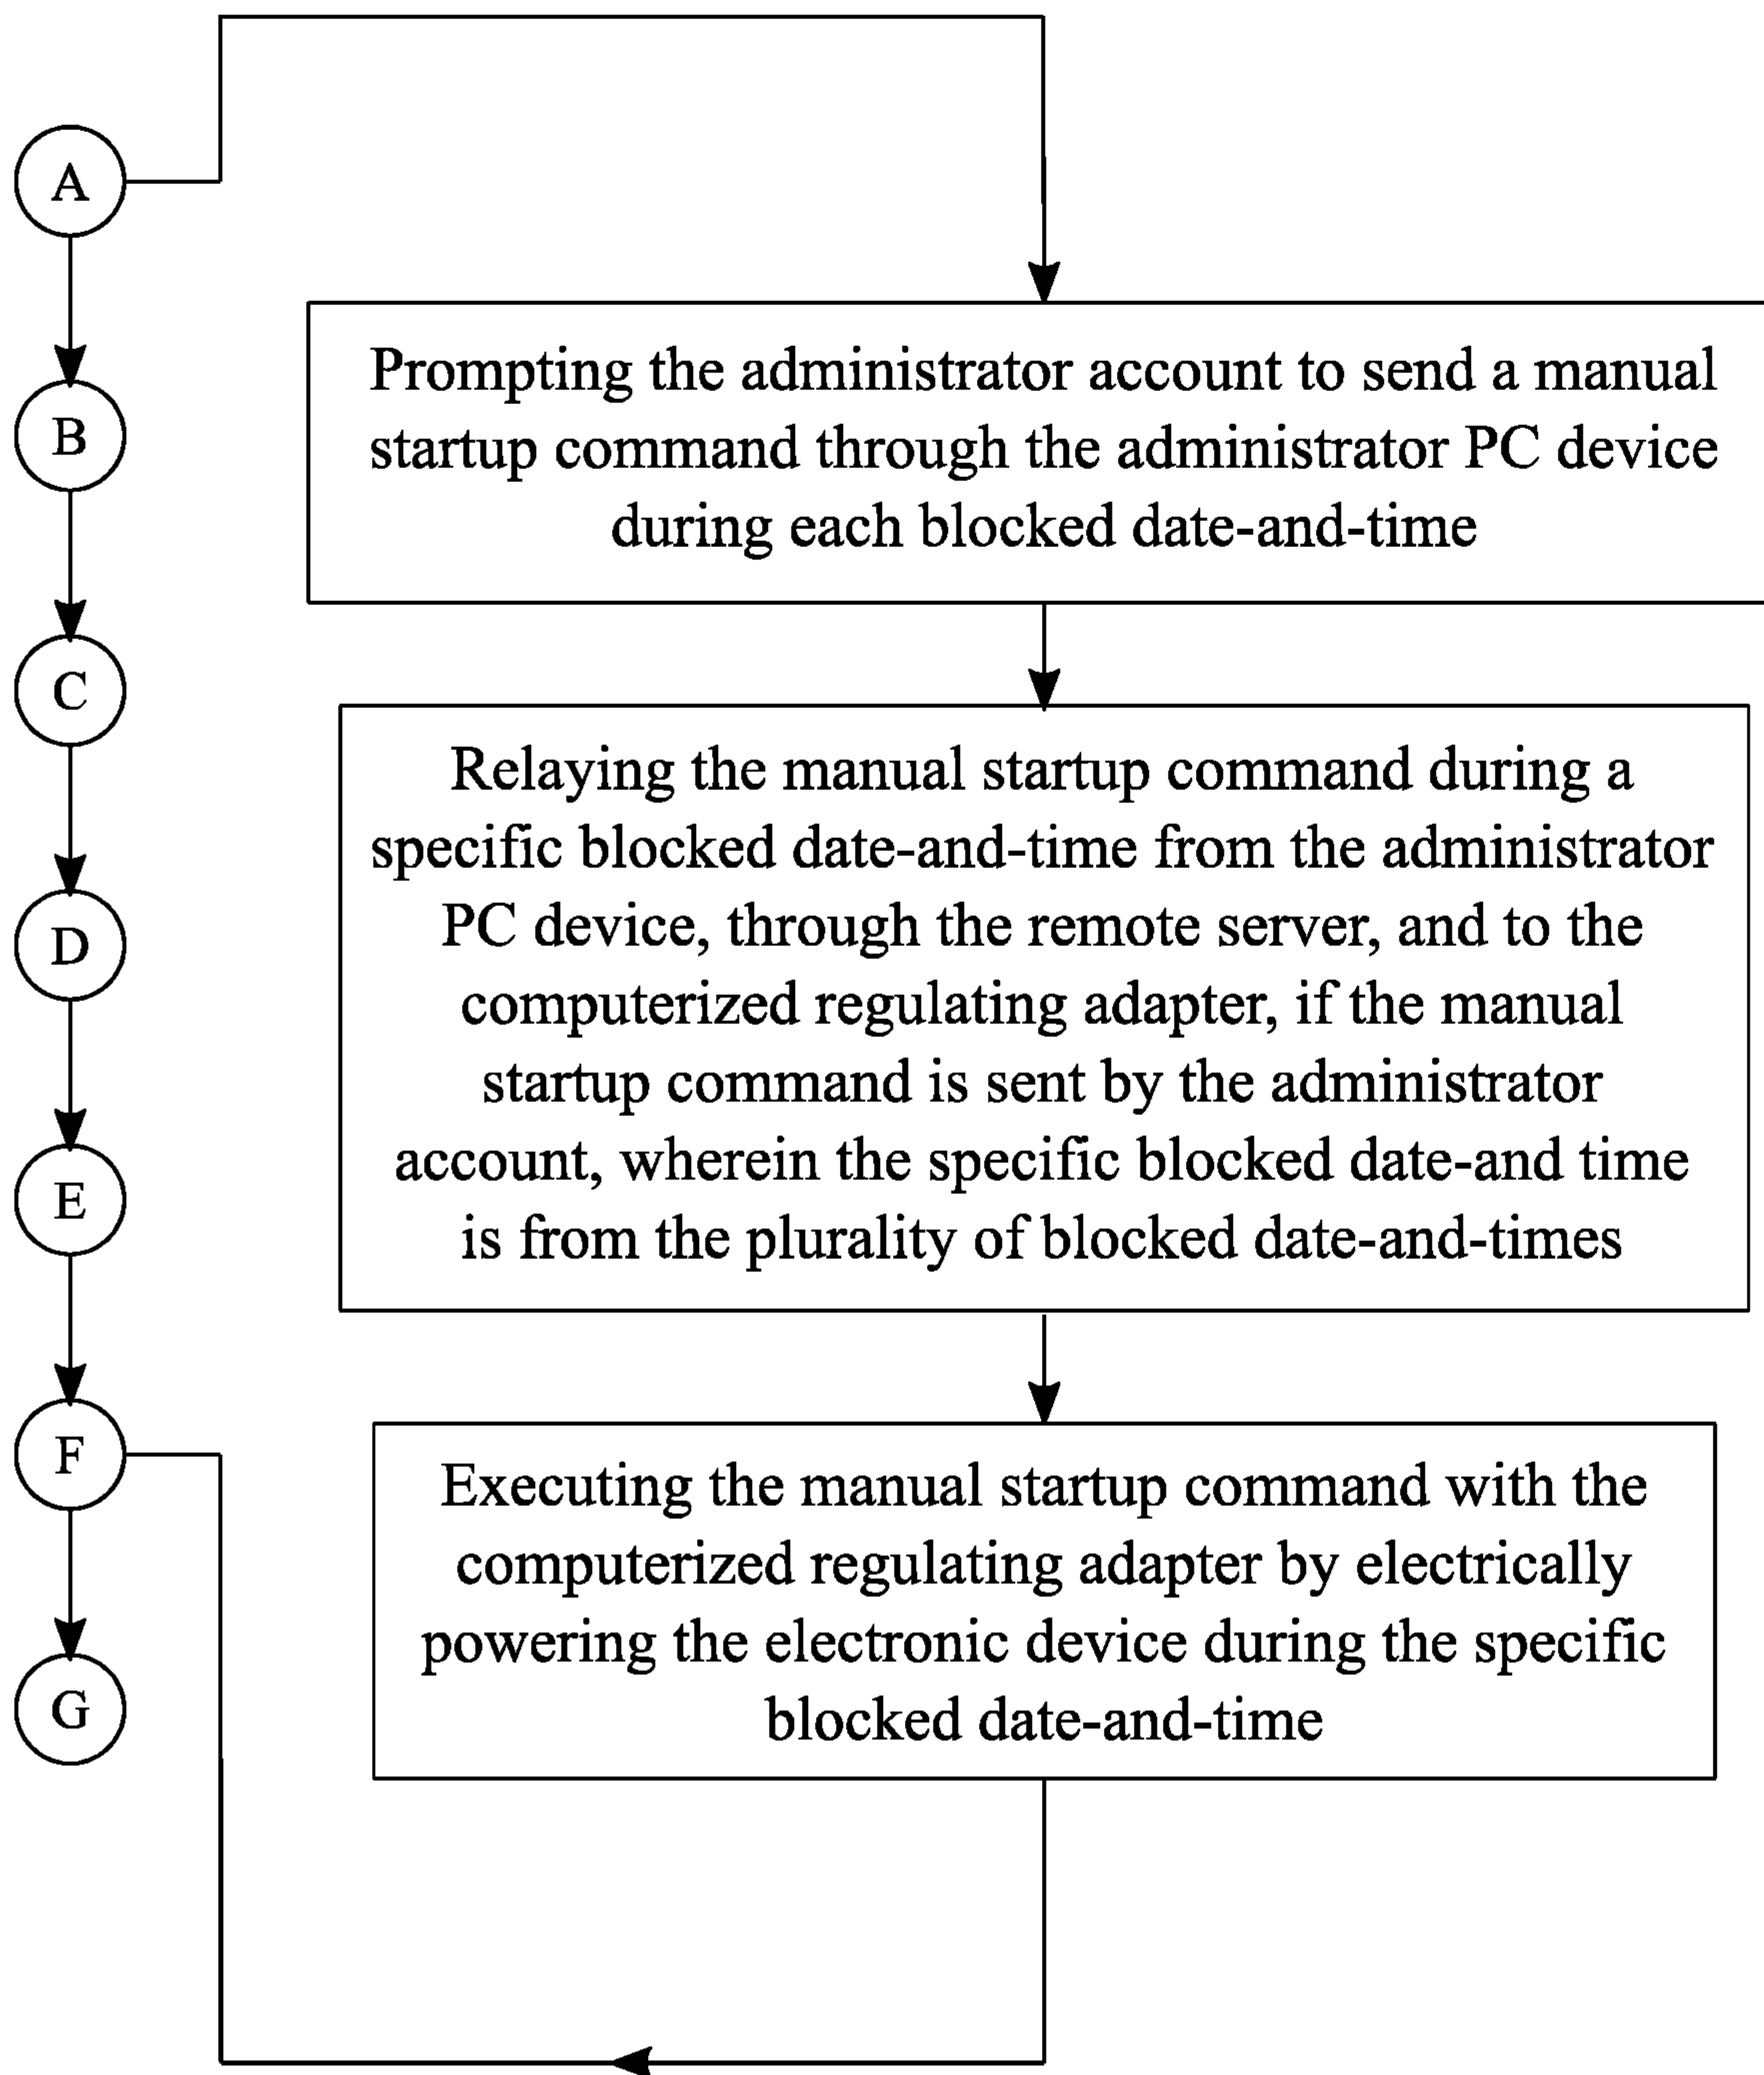 A
B
C
D
E
F
G
Prompting the administrator account to send a manual
startup command through the administrator PC device
during each blocked date-and-time
Relaying the manual startup command during a
specific blocked date-and-time from the administrator
PC device, through the remote server, and to the
computerized regulating adapter, if the manual
startup command is sent by the administrator
account, wherein the specific blocked date-and time
is from the plurality of blocked date-and-times
Executing the manual startup command with the
computerized regulating adapter by electrically
powering the electronic device during the specific
blocked date-and-time